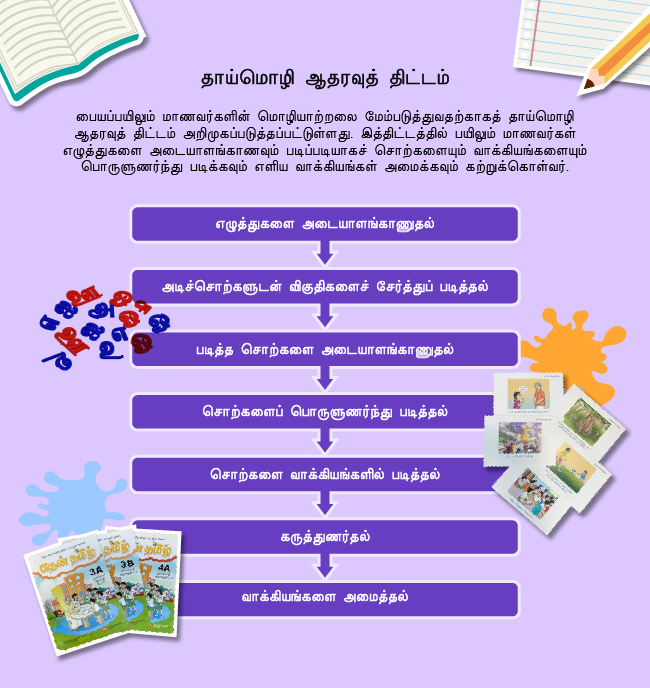 தாய்மொழி ஆதரவுத் திட்டம்
பையப்பயிலும் மாணவர்களின் மொழியாற்றலை மேம்படுத்துவதற்காகத் தாய்மொழி
ஆதரவுத் திட்டம் அறிமுகப்படுத்தப்பட்டுள்ளது. இத்திட்டத்தில் பயிலும் மாணவர்கள்
எழுத்துகளை அடையாளங்காணவும் படிப்படியாகச் சொற்களையும் வாக்கியங்களையும்
பொருளுணர்ந்து படிக்கவும் எளிய வாக்கியங்கள் அமைக்கவும் கற்றுக்கொள்வர்.
எழுத்துகளை அடையாளங்காணுதல்
அடிச்சொற்களுடன் விகுதிகளைச் சேர்த்துப் படித்தல்
படித்த சொற்களை அடையாளங்காணுதல்
சொற்களைப் பொருளுணர்ந்து படித்தல்
சொற்களை வாக்கியங்களில் படித்தல்
கருத்துணர்தல்
வாக்கியங்களை அமைத்தல்
தேன் தமிழ்
3A
தமிழ்
3B
தமிழ்
4A